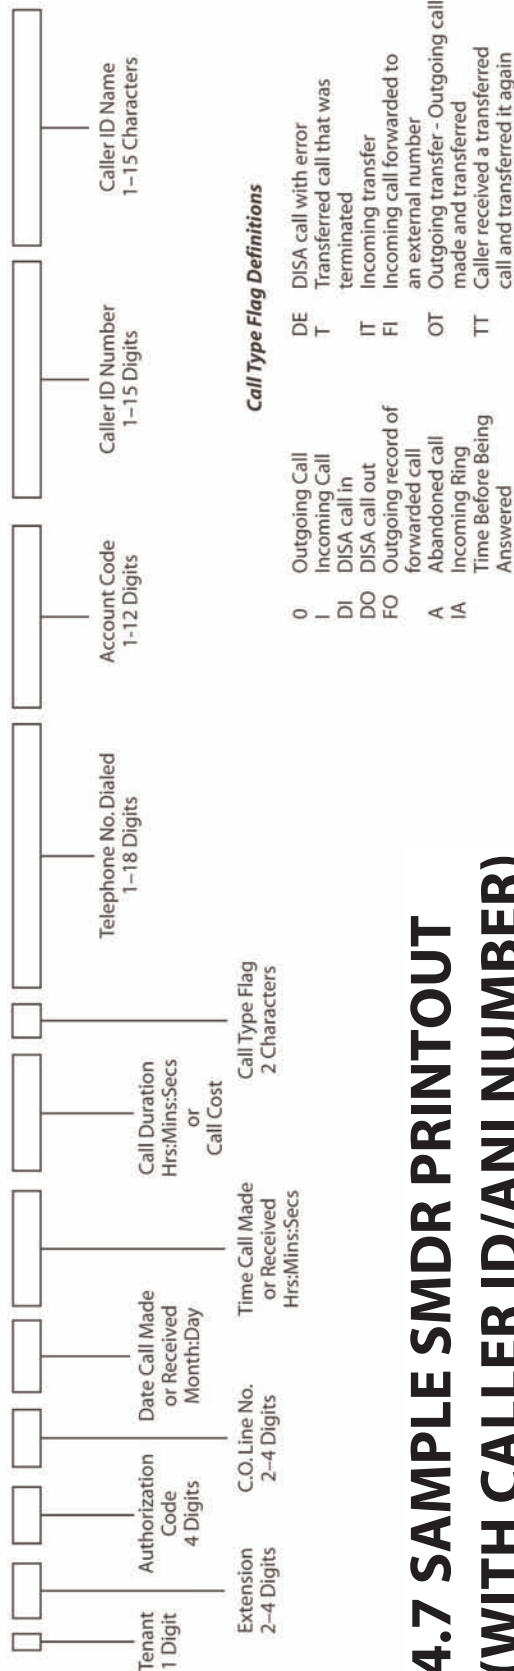 Tenant
1 Digit
Extension
2–4 Digits
Authorization
Code
4 Digits
C.O. Line No.
2–4 Digits
Date Call Made
or Received
Month:Day
Time Call Made
or Received
Hrs:Mins:Secs
Call Duration
Hrs:Mins:Secs
or
Call Cost
Call Type Flag
2 Characters
Telephone No. Dialed
1–18 Digits
Account Code
1-12 Digits
Caller ID Number
1–15 Digits
Caller ID Name
1–15 Characters
Call Type Flag Definitions
0 Outgoing Call
I Incoming Call
DI DISA call in
DO DISA call out
FO Outgoing record of
forwarded call
A Abandoned call
IA Incoming Ring
Time Before Being
Answered
DE DISA call with error
T Transferred call that was
terminated
IT Incoming transfer
FI Incoming call forwarded to
an external number
OT Outgoing transfer - Outgoing call
made and transferred
TT Caller received a transferred
call and transferred it again
4.7 SAMPLE SMDR PRINTOUT
(WITH CALLER ID/ANI NUMBER)